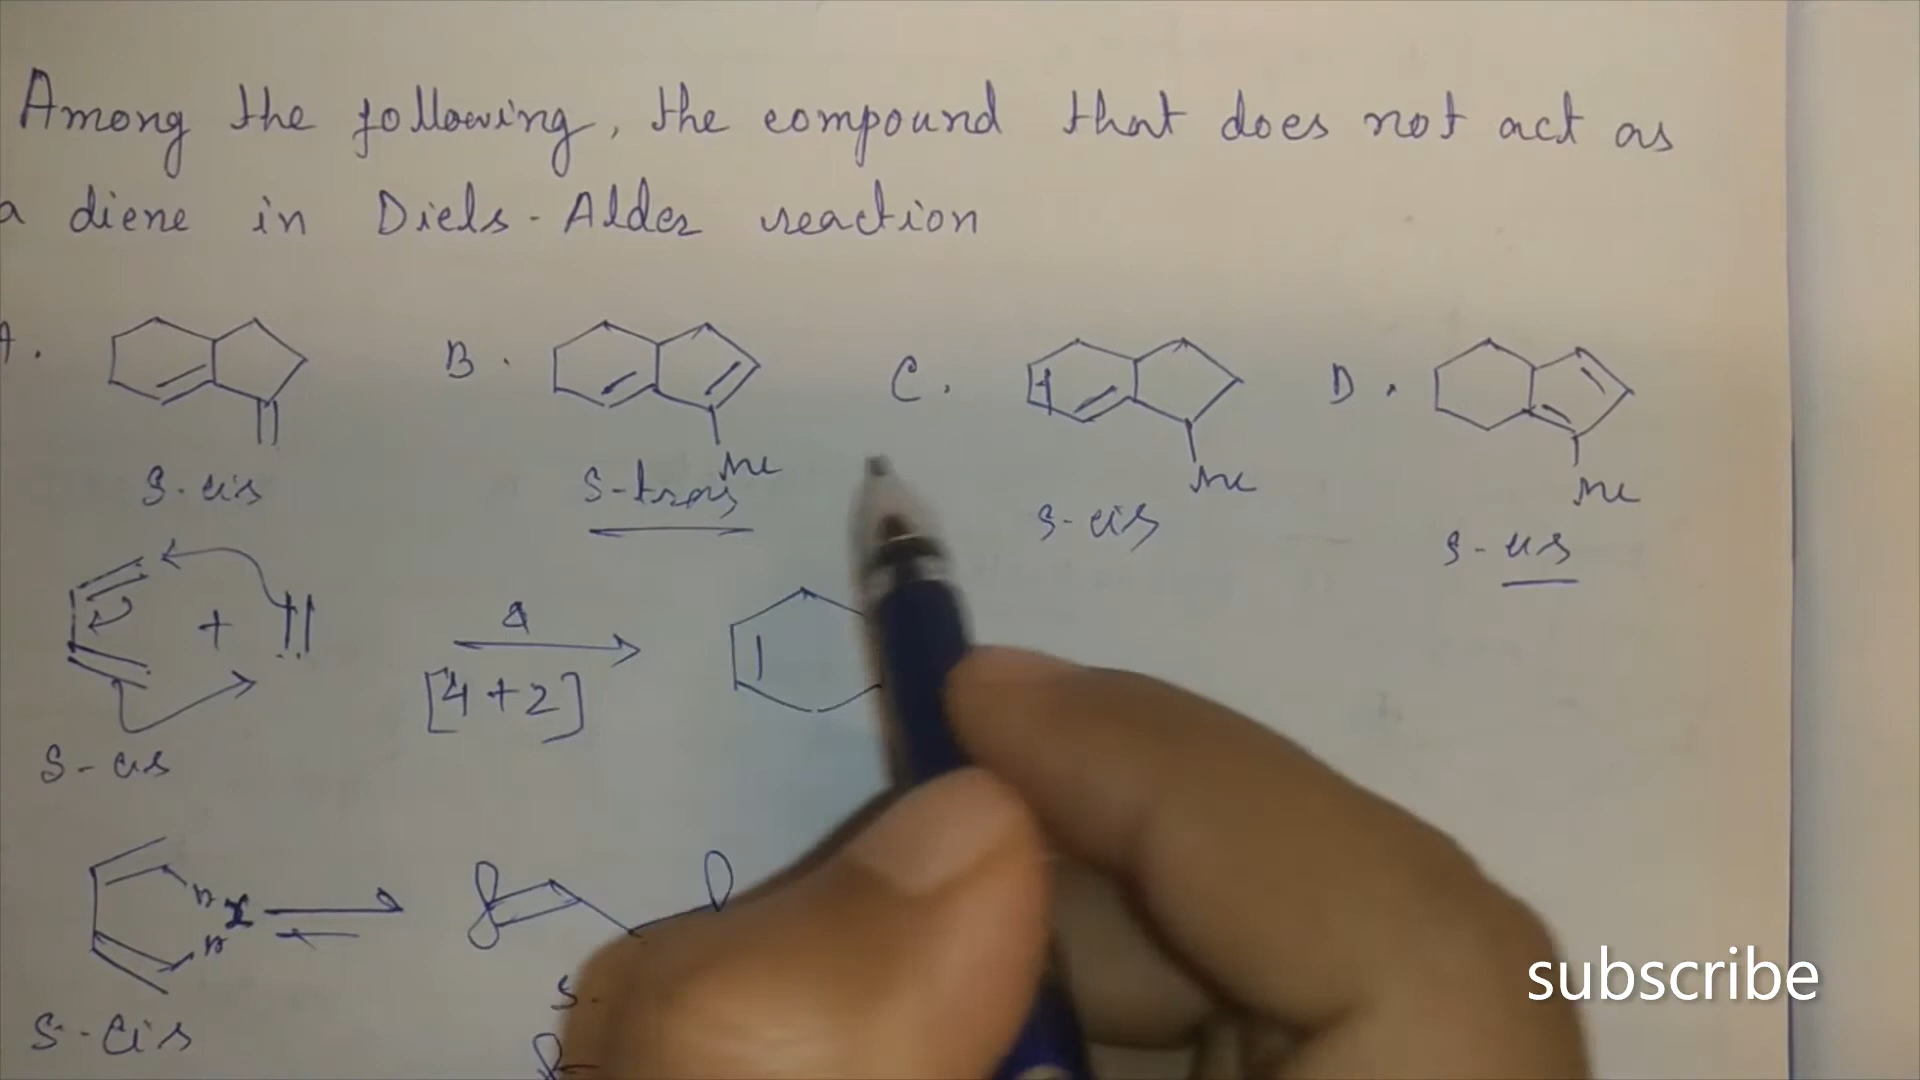 Among the following, the compound that does not act as
a diene in Diels-Alder reaction
A. B. C. D.
Me Me Me
S-cis S-trans S-cis S-cis
+ Δ
[4+2]
S-cis
H
H
S-cis S-
subscribe